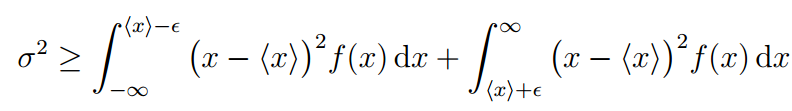 σ² ≥ ∫_{−∞}^{⟨x⟩−ϵ} (x − ⟨x⟩)² f(x) dx + ∫_{⟨x⟩+ϵ}^{∞} (x − ⟨x⟩)² f(x) dx